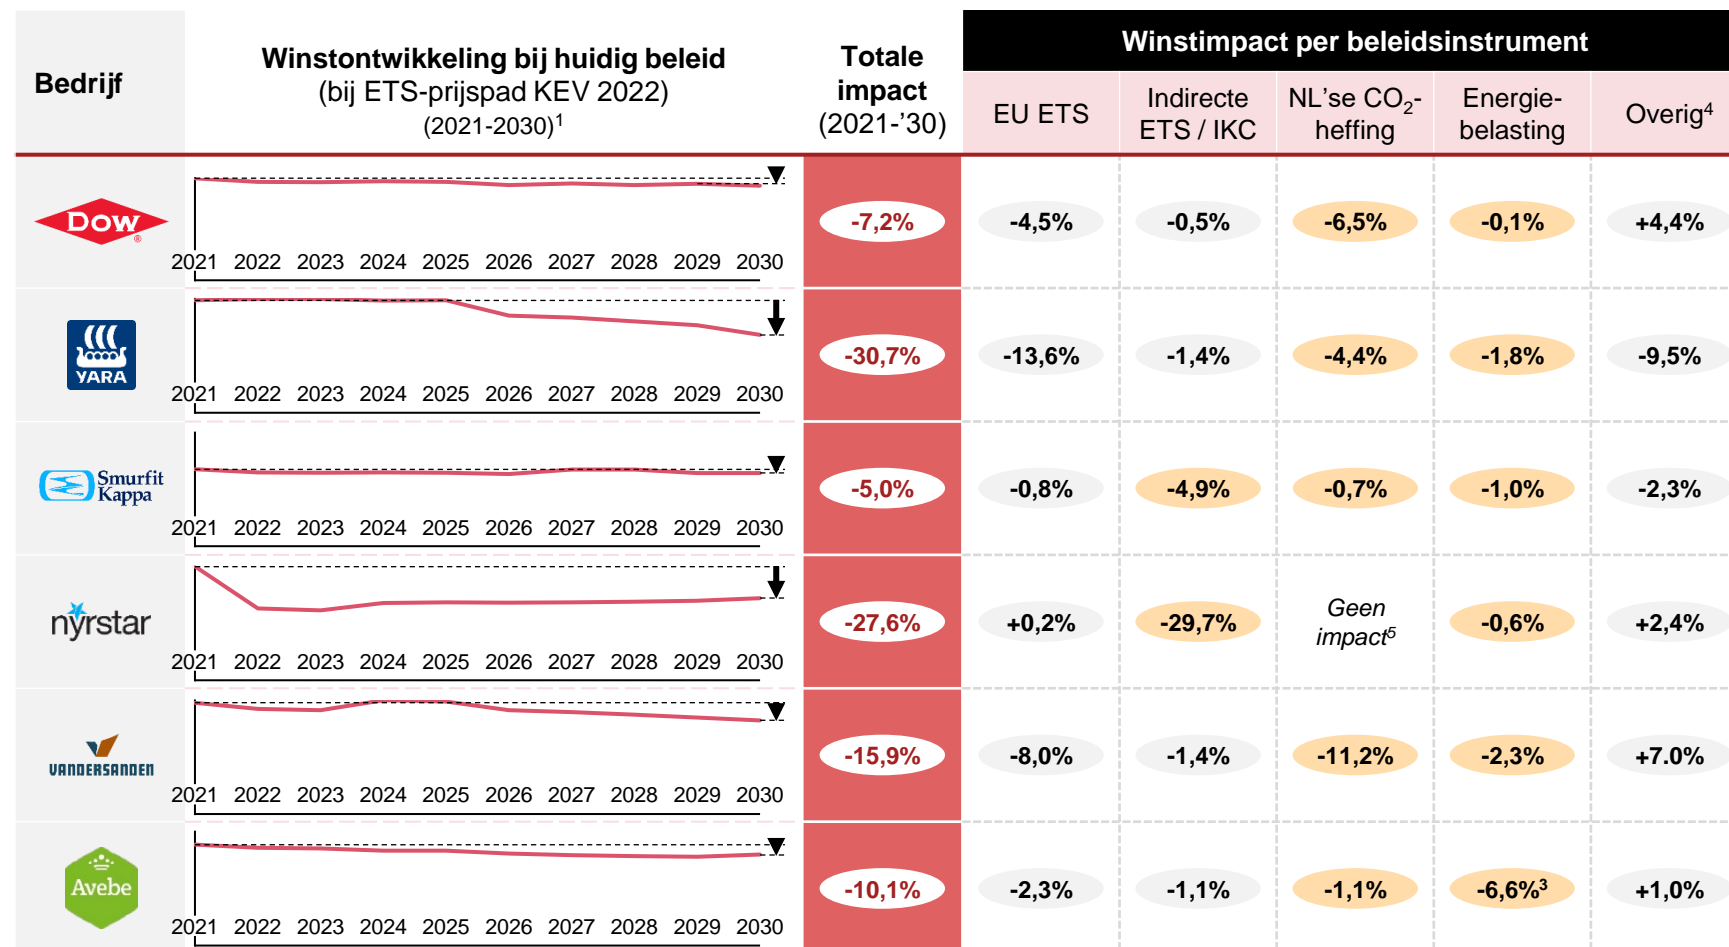 Bedrijf
Winstontwikkeling bij huidig beleid
(bij ETS-prijspad KEV 2022)
(2021-2030)¹
Totale
impact
(2021-'30)
Winstimpact per beleidsinstrument
EU ETS
Indirecte
ETS / IKC
NL'se CO₂-
heffing
Energie-
belasting
Overig⁴
DOW®
2021 2022 2023 2024 2025 2026 2027 2028 2029 2030
-7,2%
-4,5%
-0,5%
-6,5%
-0,1%
+4,4%
YARA
2021 2022 2023 2024 2025 2026 2027 2028 2029 2030
-30,7%
-13,6%
-1,4%
-4,4%
-1,8%
-9,5%
Smurfit
Kappa
2021 2022 2023 2024 2025 2026 2027 2028 2029 2030
-5,0%
-0,8%
-4,9%
-0,7%
-1,0%
-2,3%
nyrstar
2021 2022 2023 2024 2025 2026 2027 2028 2029 2030
-27,6%
+0,2%
-29,7%
Geen
impact⁵
-0,6%
+2,4%
VANDERSANDEN
2021 2022 2023 2024 2025 2026 2027 2028 2029 2030
-15,9%
-8,0%
-1,4%
-11,2%
-2,3%
+7.0%
Avebe
2021 2022 2023 2024 2025 2026 2027 2028 2029 2030
-10,1%
-2,3%
-1,1%
-1,1%
-6,6%³
+1,0%